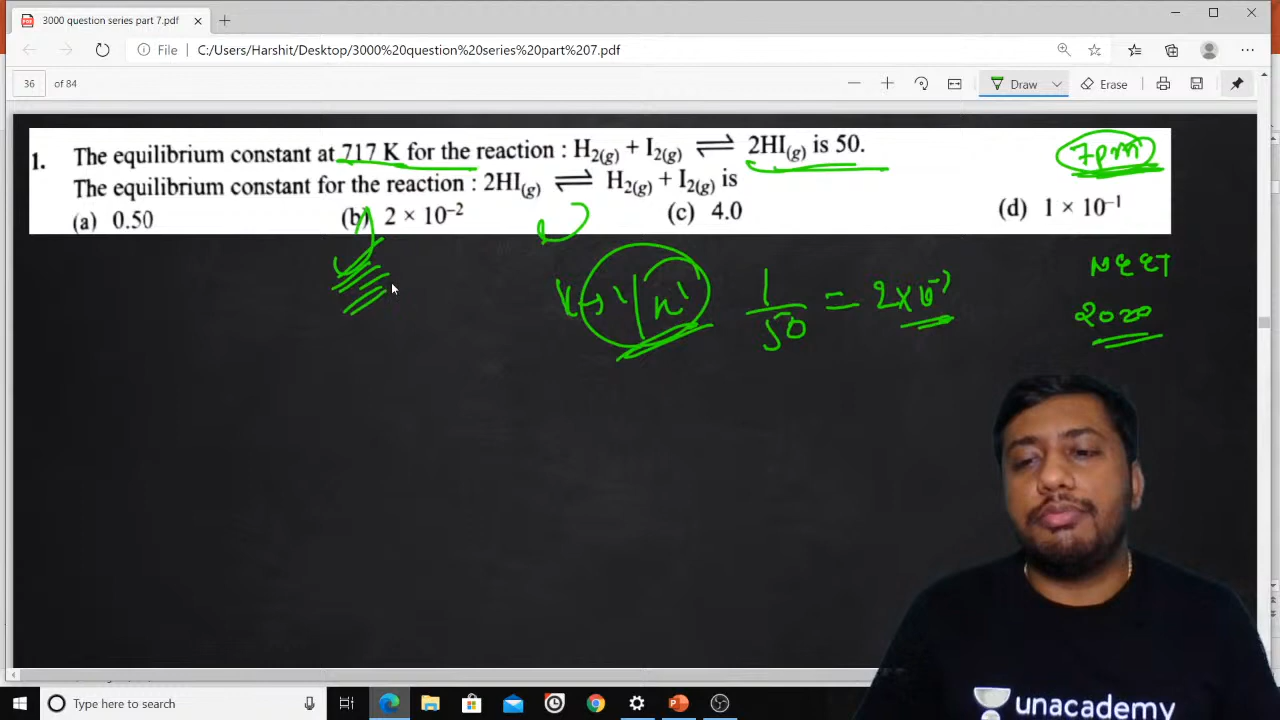 3000 question series part 7.pdf
File C:/Users/Harshit/Desktop/3000%20question%20series%20part%207.pdf
36 of 84 Draw Erase
1. The equilibrium constant at 717 K for the reaction : H2(g) + I2(g) ⇌ 2HI(g) is 50.
The equilibrium constant for the reaction : 2HI(g) ⇌ H2(g) + I2(g) is
(a) 0.50 (b) 2 × 10⁻² (c) 4.0 (d) 1 × 10⁻¹
7pm
NEET
2020
1/50 = 2×10⁻²
unacademy
Type here to search